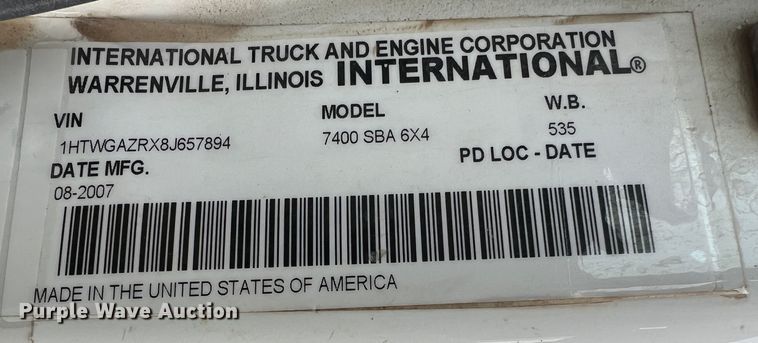 INTERNATIONAL TRUCK AND ENGINE CORPORATION
WARRENVILLE, ILLINOIS INTERNATIONAL®
VIN MODEL W.B.
1HTWGAZRX8J657894 7400 SBA 6X4 535
DATE MFG. PD LOC - DATE
08-2007
MADE IN THE UNITED STATES OF AMERICA
Purple Wave Auction